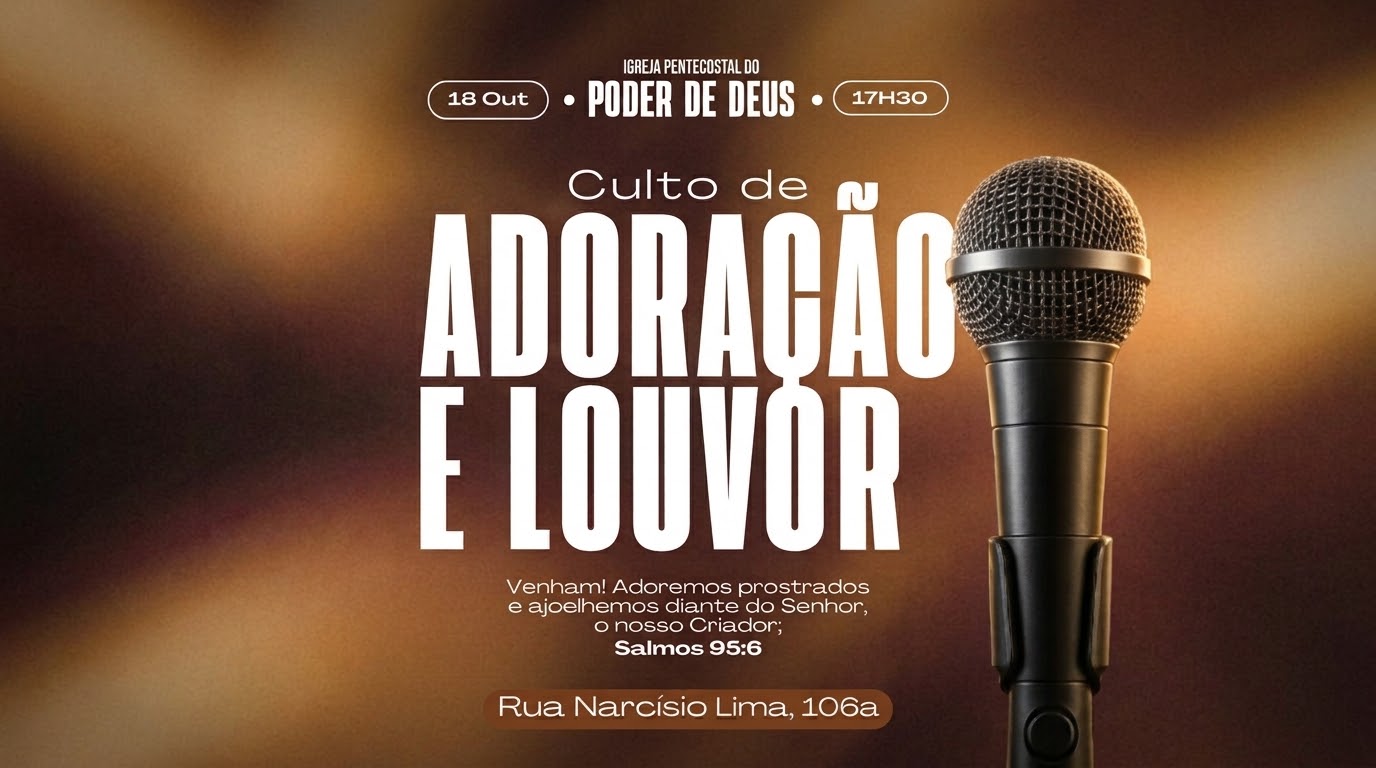 IGREJA PENTECOSTAL DO
18 Out • PODER DE DEUS • 17H30
Culto de
ADORAÇÃO
E LOUVOR
Venham! Adoremos prostrados
e ajoelhemos diante do Senhor,
o nosso Criador;
Salmos 95:6
Rua Narcísio Lima, 106a